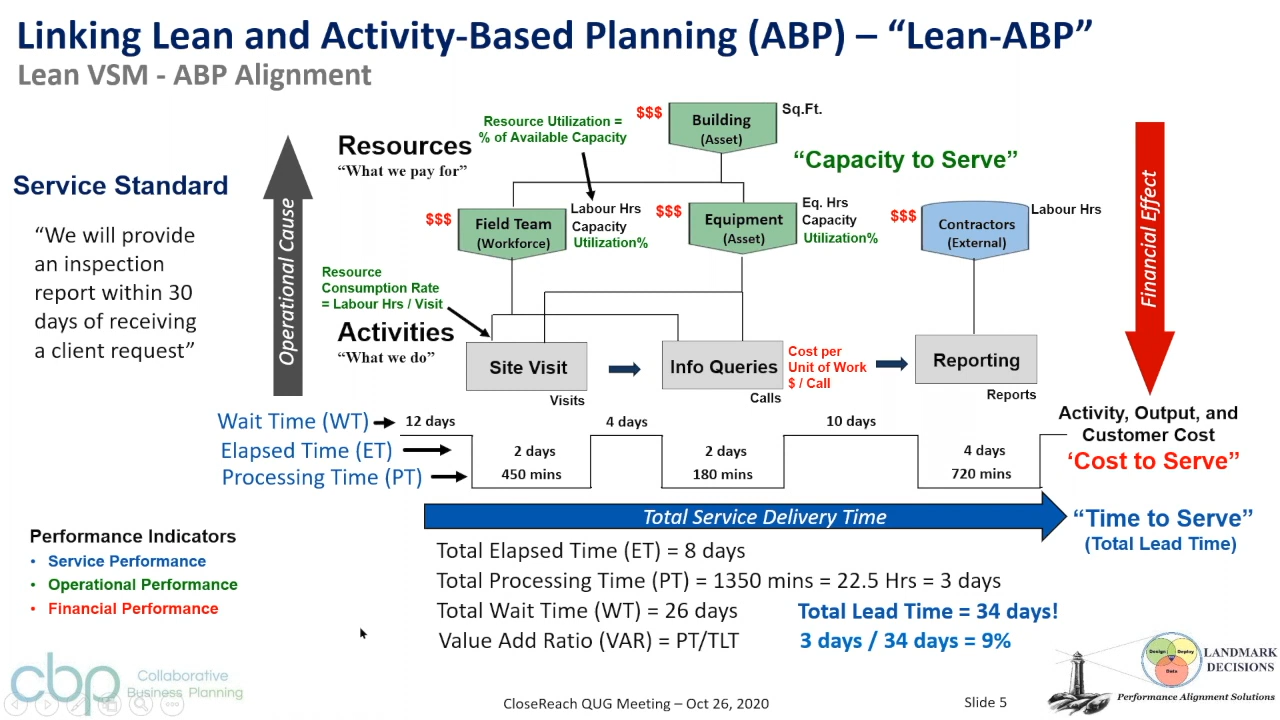 Linking Lean and Activity-Based Planning (ABP) – “Lean-ABP”
Lean VSM - ABP Alignment
Service Standard
“We will provide
an inspection
report within 30
days of receiving
a client request”
Operational Cause
Resources
“What we pay for”
Resource Utilization =
% of Available Capacity
$$$
Building
(Asset)
Sq.Ft.
“Capacity to Serve”
$$$
Field Team
(Workforce)
Labour Hrs
Capacity
Utilization%
$$$
Equipment
(Asset)
Eq. Hrs
Capacity
Utilization%
$$$
Contractors
(External)
Labour Hrs
Financial Effect
Resource
Consumption Rate
= Labour Hrs / Visit
Activities
“What we do”
Site Visit
Visits
Info Queries
Calls
Cost per
Unit of Work
$ / Call
Reporting
Reports
Activity, Output, and
Customer Cost
‘Cost to Serve”
Wait Time (WT)
12 days
4 days
10 days
Elapsed Time (ET)
2 days
2 days
4 days
Processing Time (PT)
450 mins
180 mins
720 mins
Total Service Delivery Time
“Time to Serve”
(Total Lead Time)
Performance Indicators
• Service Performance
• Operational Performance
• Financial Performance
Total Elapsed Time (ET) = 8 days
Total Processing Time (PT) = 1350 mins = 22.5 Hrs = 3 days
Total Wait Time (WT) = 26 days
Total Lead Time = 34 days!
Value Add Ratio (VAR) = PT/TLT
3 days / 34 days = 9%
cbp
Collaborative
Business Planning
CloseReach QUG Meeting – Oct 26, 2020
Slide 5
Design
Deploy
Data
LANDMARK
DECISIONS
Performance Alignment Solutions